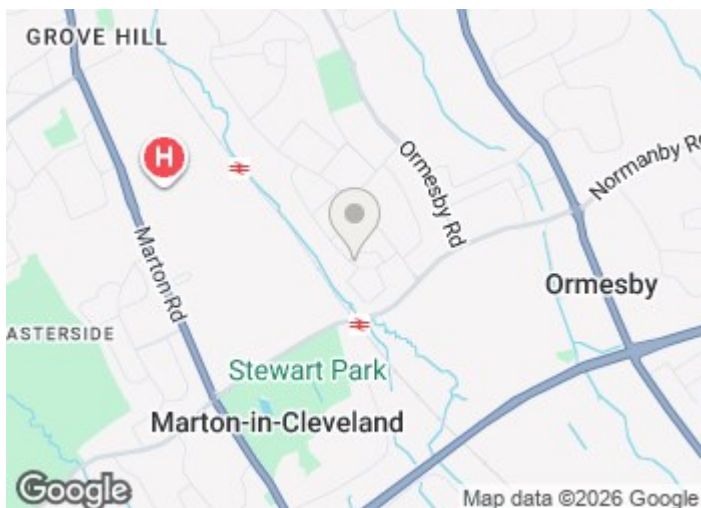 GROVE HILL
H
Ormesby Rd
Normanby Rd
Marton Rd
Ormesby
ASTERSIDE
Stewart Park
Marton-in-Cleveland
Google
Map data ©2026 Google